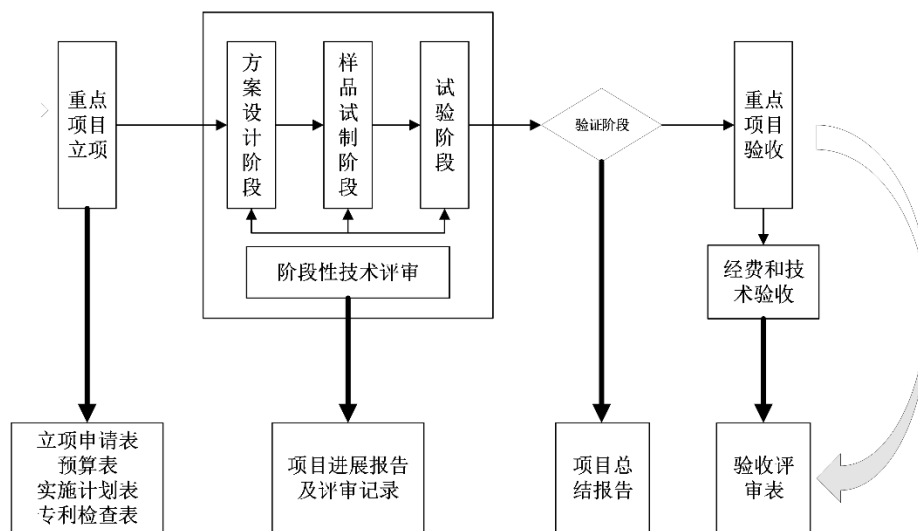 重点
项目
立项
方案设计阶段
样品试制阶段
试验阶段
验证阶段
重点
项目
验收
阶段性技术评审
经费和技
术验收
立项申请表
预算表
实施计划表
专利检查表
项目进展报告
及评审记录
项目总
结报告
验收评
审表